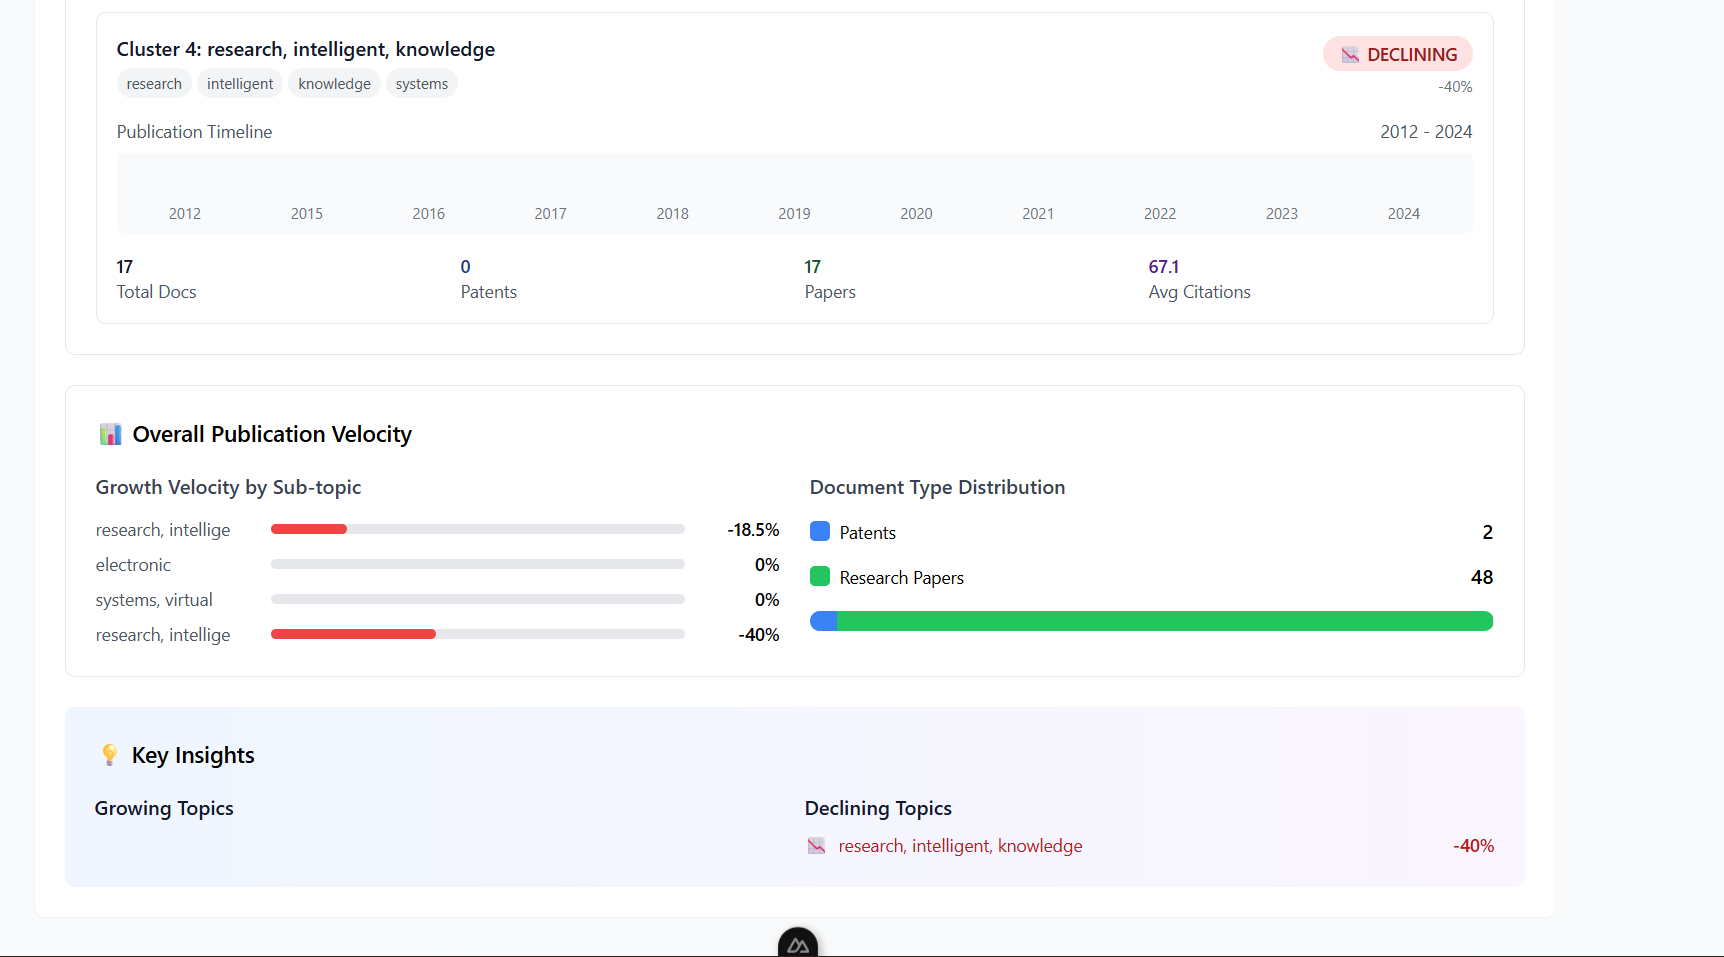 Cluster 4: research, intelligent, knowledge
DECLINING
research intelligent knowledge systems
-40%
Publication Timeline
2012 - 2024
2012 2015 2016 2017 2018 2019 2020 2021 2022 2023 2024
17 0 17 67.1
Total Docs Patents Papers Avg Citations
Overall Publication Velocity
Growth Velocity by Sub-topic
research, intellige -18.5%
electronic 0%
systems, virtual 0%
research, intellige -40%
Document Type Distribution
Patents 2
Research Papers 48
Key Insights
Growing Topics
Declining Topics
research, intelligent, knowledge -40%